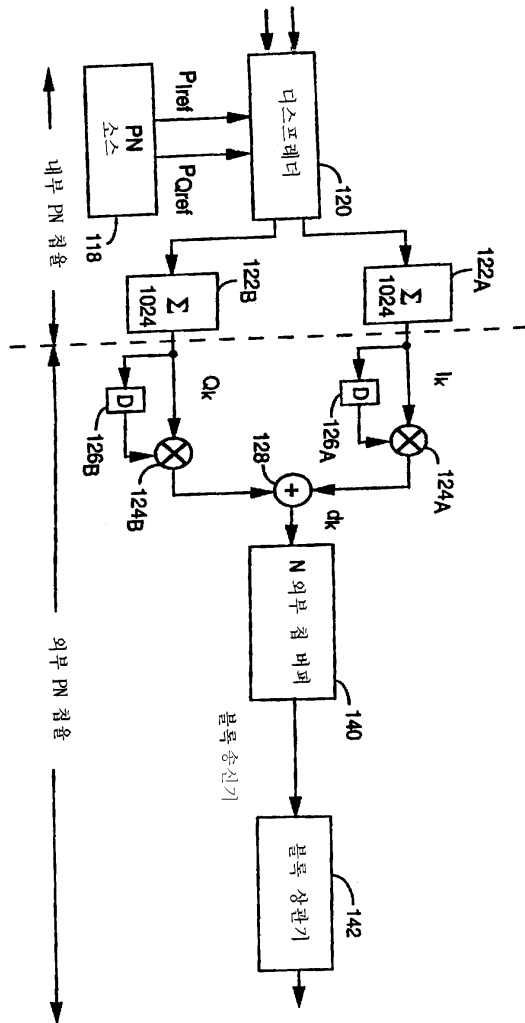 디스프레더
120
PIref
PQref
PN
소스
118
Σ
1024
122A
Σ
1024
122B
Ik
Qk
D
126A
D
126B
124A
124B
128
+
dk
N 외부 칩 버퍼
140
블록 송신기
블록 상관기
142
내부 PN 칩율
외부 PN 칩율